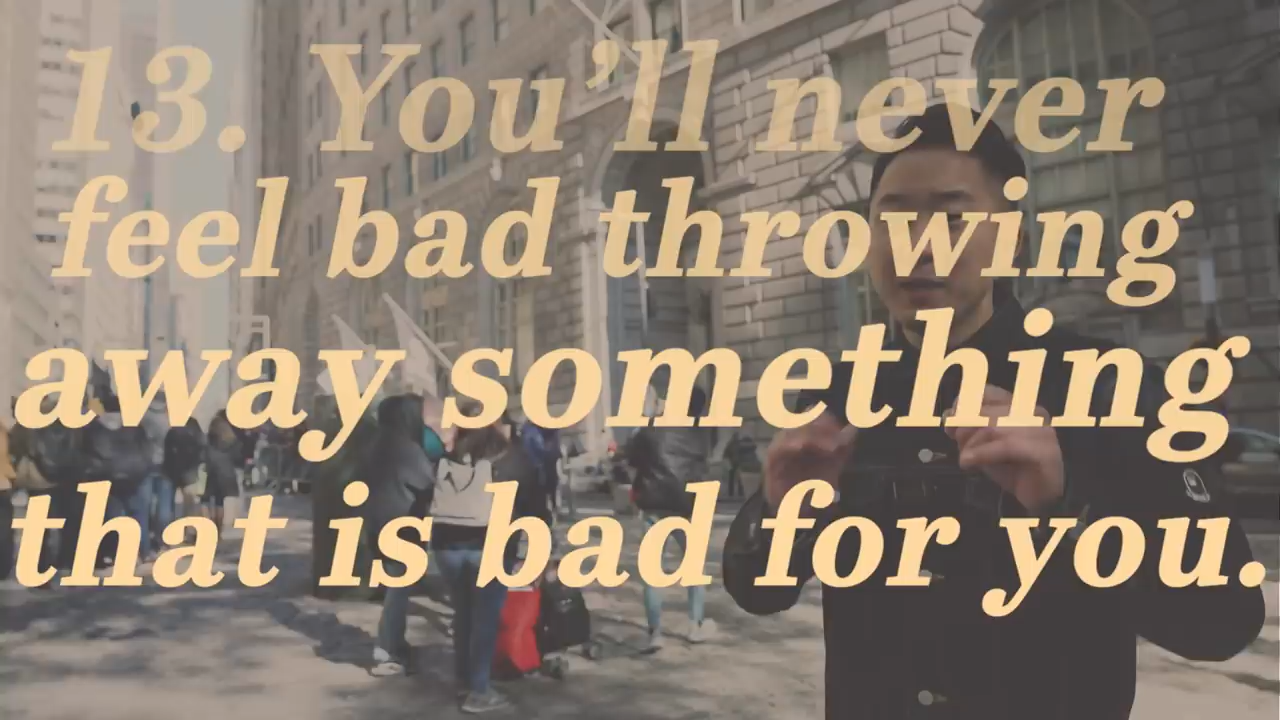 13. You’ll never
feel bad throwing
away something
that is bad for you.